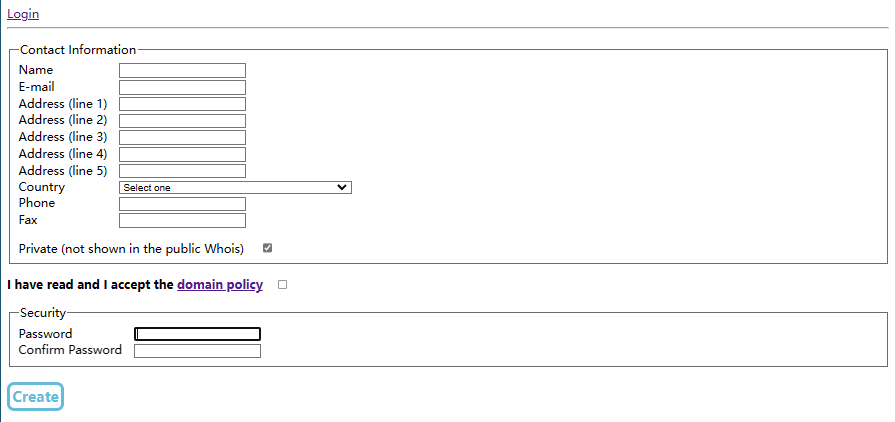 Login
Contact Information
Name
E-mail
Address (line 1)
Address (line 2)
Address (line 3)
Address (line 4)
Address (line 5)
Country Select one
Phone
Fax
Private (not shown in the public Whois)
I have read and I accept the domain policy
Security
Password
Confirm Password
Create